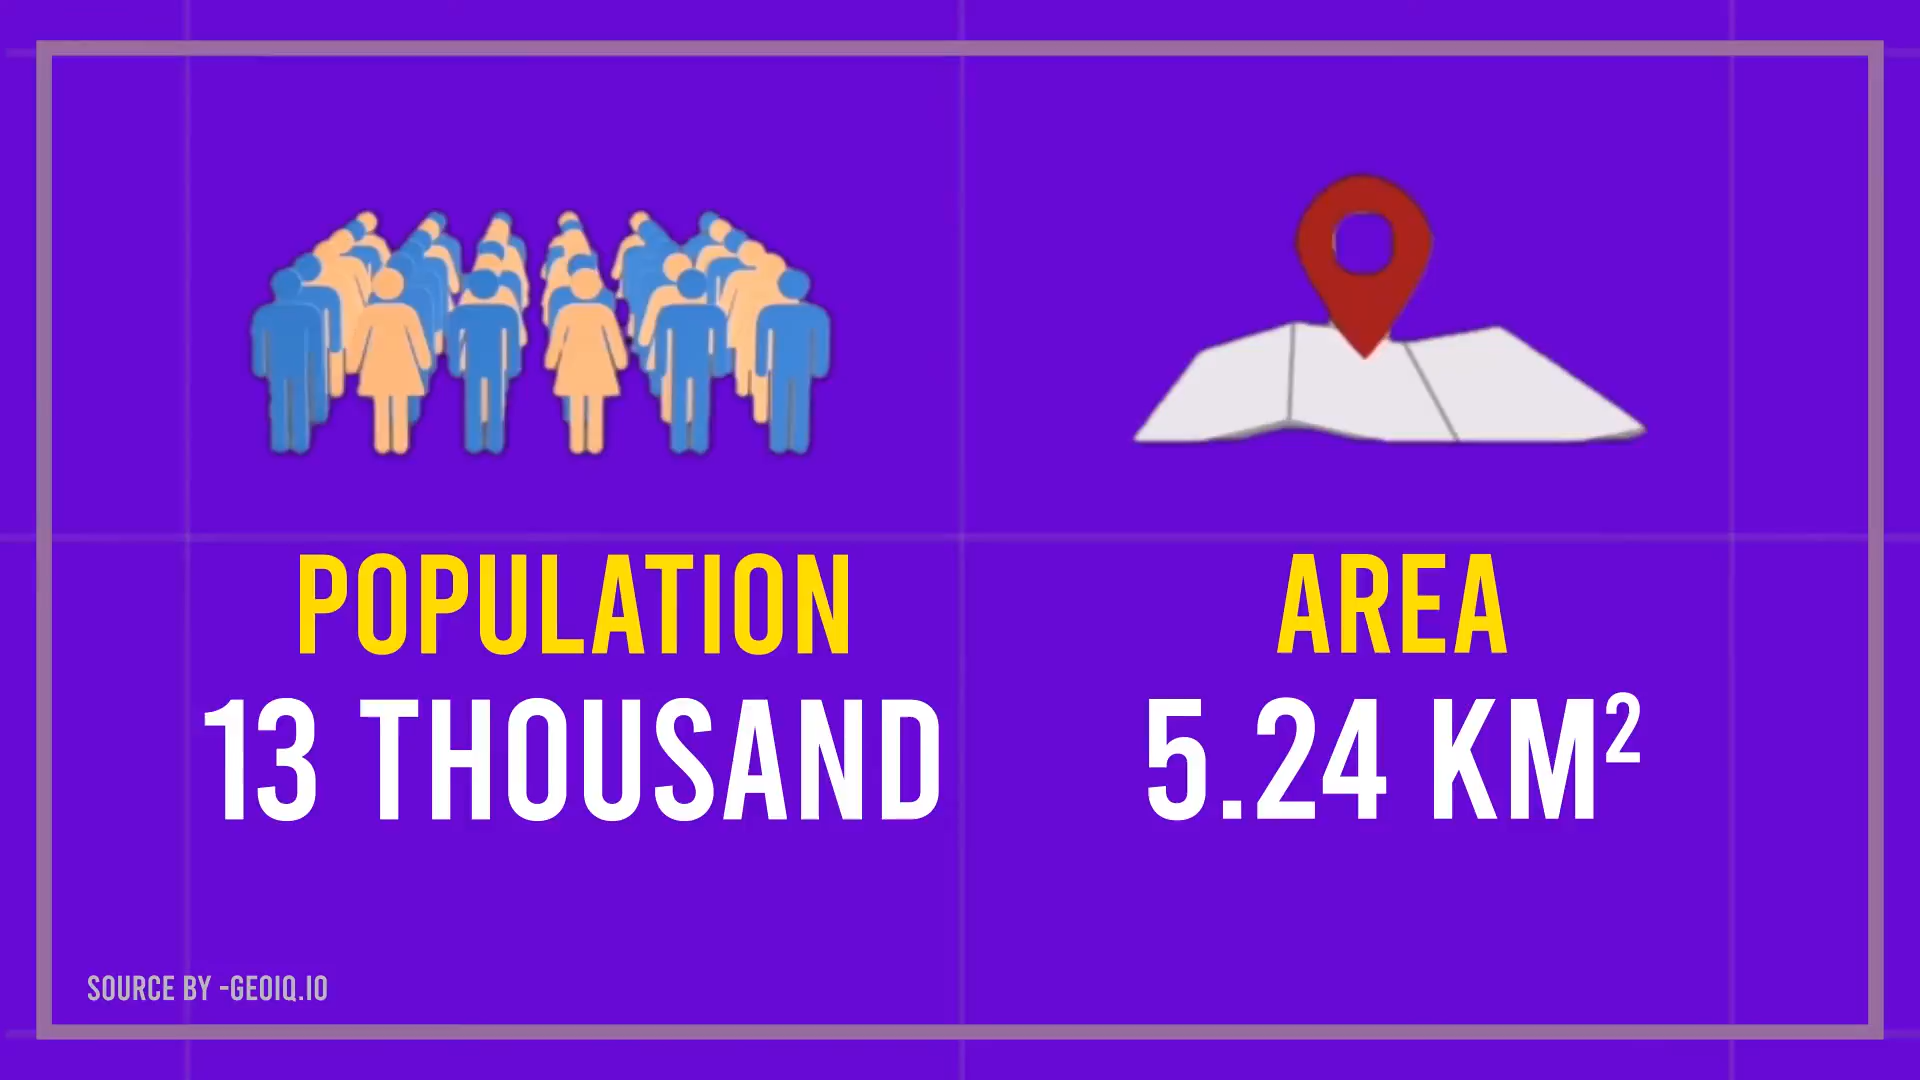 POPULATION
13 THOUSAND
AREA
5.24 KM²
SOURCE BY -GEOIQ.IO